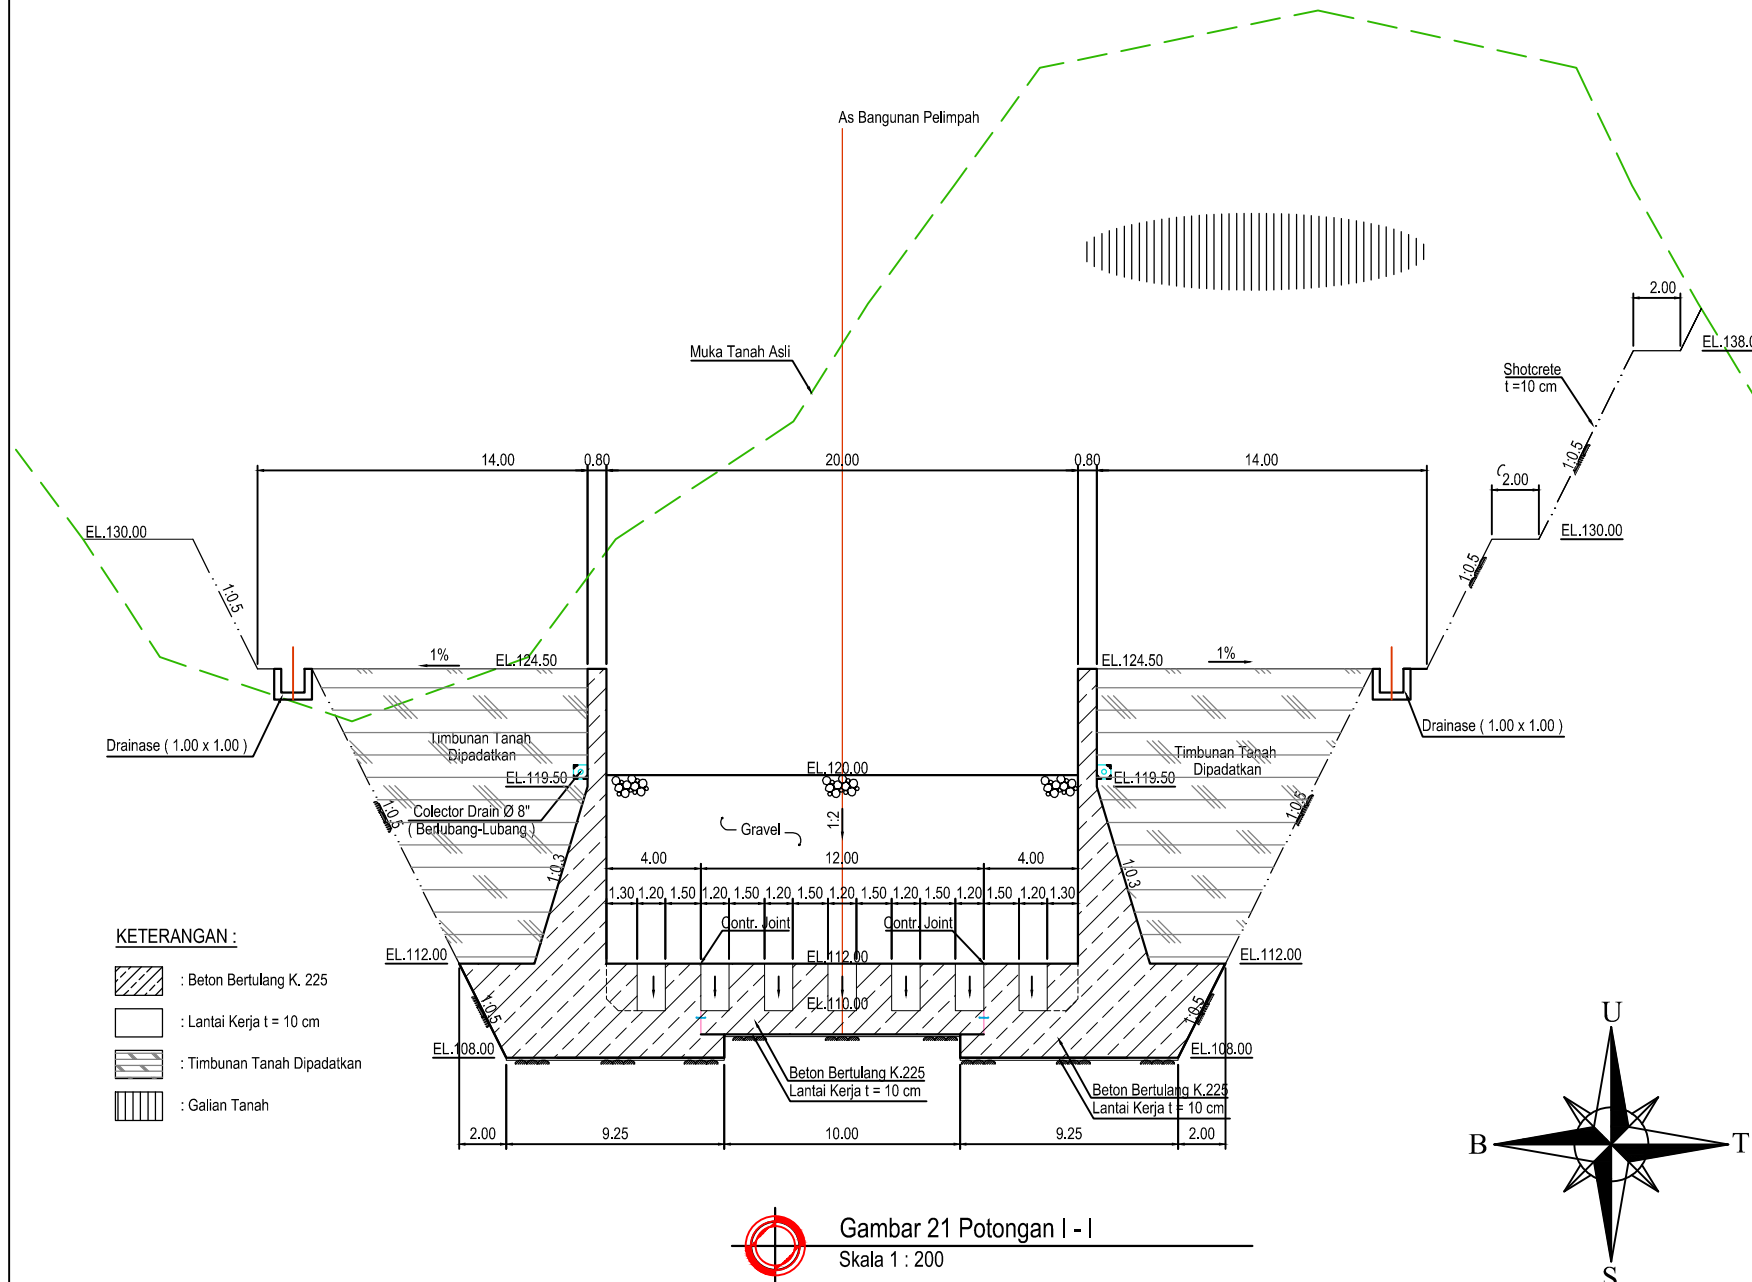 As Bangunan Pelimpah
2.00
Muka Tanah Asli
EL.138.0
Shotcrete
t =10 cm
1:0.5
14.00
0.80
20.00
0.80
14.00
2.00
EL.130.00
EL.130.00
1:0.5
1:0.5
1%
EL.124.50
EL.124.50
1%
Drainase ( 1.00 x 1.00 )
Drainase ( 1.00 x 1.00 )
Timbunan Tanah
Dipadatkan
Timbunan Tanah
Dipadatkan
EL.120.00
EL.119.50
EL.119.50
Colector Drain Ø 8"
( Berlubang-Lubang )
1:0.5
1:0.5
Gravel
1:2
4.00
12.00
4.00
1:0.3
1:0.3
1.30 1.20 1.50 1.20 1.50 1.20 1.50 1.20 1.50 1.20 1.50 1.20 1.50 1.20 1.30
Contr. Joint
Contr. Joint
EL.112.00
EL.112.00
EL.112.00
EL.110.00
1:0.5
1:0.5
EL.108.00
EL.108.00
Beton Bertulang K.225
Lantai Kerja t = 10 cm
Beton Bertulang K.225
Lantai Kerja t = 10 cm
2.00
9.25
10.00
9.25
2.00
KETERANGAN :
: Beton Bertulang K. 225
: Lantai Kerja t = 10 cm
: Timbunan Tanah Dipadatkan
: Galian Tanah
U
B
T
S
Gambar 21 Potongan I - I
Skala 1 : 200